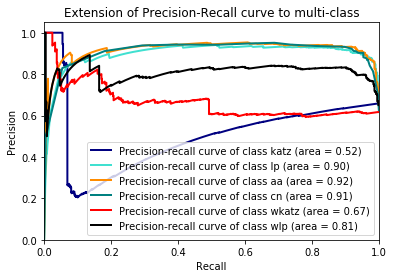 Extension of Precision-Recall curve to multi-class
1.0
0.8
0.6
0.4
0.2
0.0
Precision
Precision-recall curve of class katz (area = 0.52)
Precision-recall curve of class lp (area = 0.90)
Precision-recall curve of class aa (area = 0.92)
Precision-recall curve of class cn (area = 0.91)
Precision-recall curve of class wkatz (area = 0.67)
Precision-recall curve of class wlp (area = 0.81)
0.0 0.2 0.4 0.6 0.8 1.0
Recall